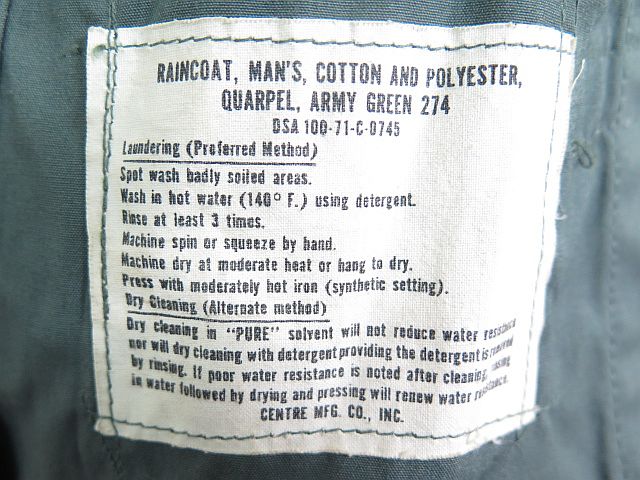 RAINCOAT, MAN'S, COTTON AND POLYESTER,
QUARPEL, ARMY GREEN 274
DSA 100-71-C-0745
Laundering (Preferred Method)
Spot wash badly soiled areas.
Wash in hot water (140° F.) using detergent.
Rinse at least 3 times.
Machine spin or squeeze by hand.
Machine dry at moderate heat or hang to dry.
Press with moderately hot iron (synthetic setting).
Dry Cleaning (Alternate method)
Dry cleaning in "PURE" solvent will not reduce water resistance
nor will dry cleaning with detergent providing the detergent is removed
by rinsing. If poor water resistance is noted after cleaning, rinsing
in water followed by drying and pressing will renew water resistance.
CENTRE MFG. CO., INC.